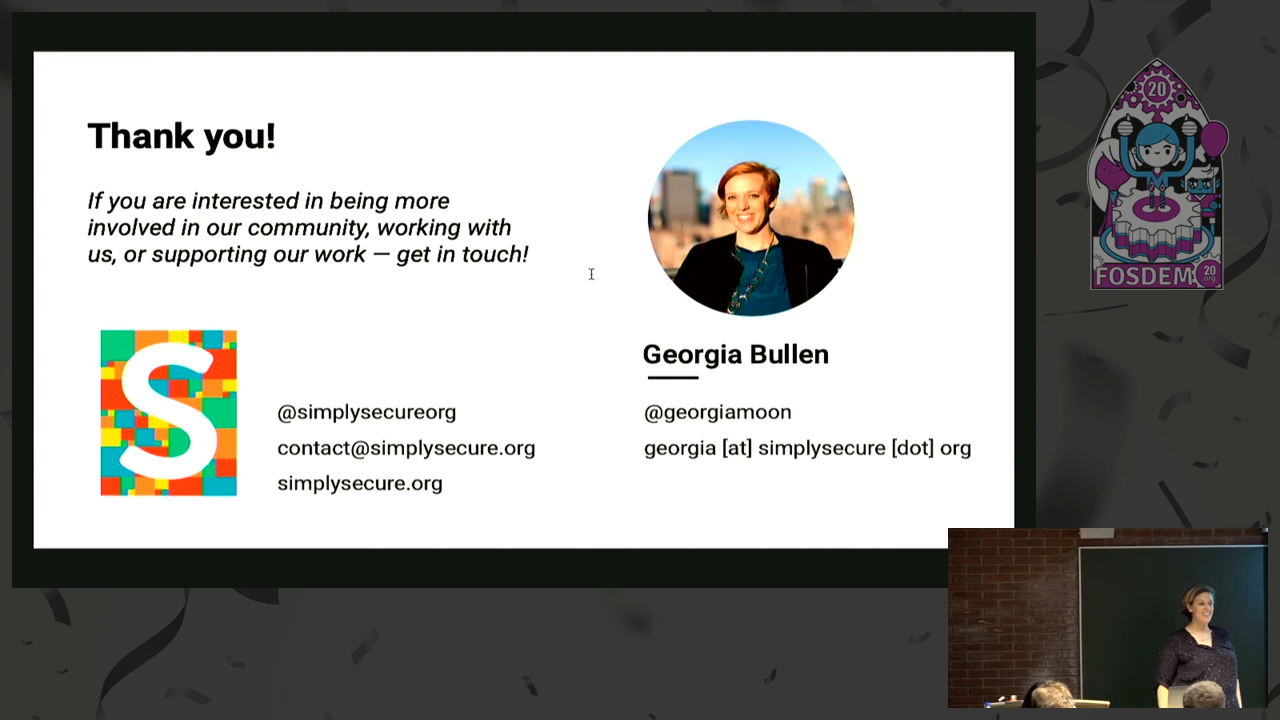 Thank you!
If you are interested in being more
involved in our community, working with
us, or supporting our work — get in touch!
S
@simplysecureorg
contact@simplysecure.org
simplysecure.org
Georgia Bullen
@georgiamoon
georgia [at] simplysecure [dot] org
20
FOSDEM
20
.org